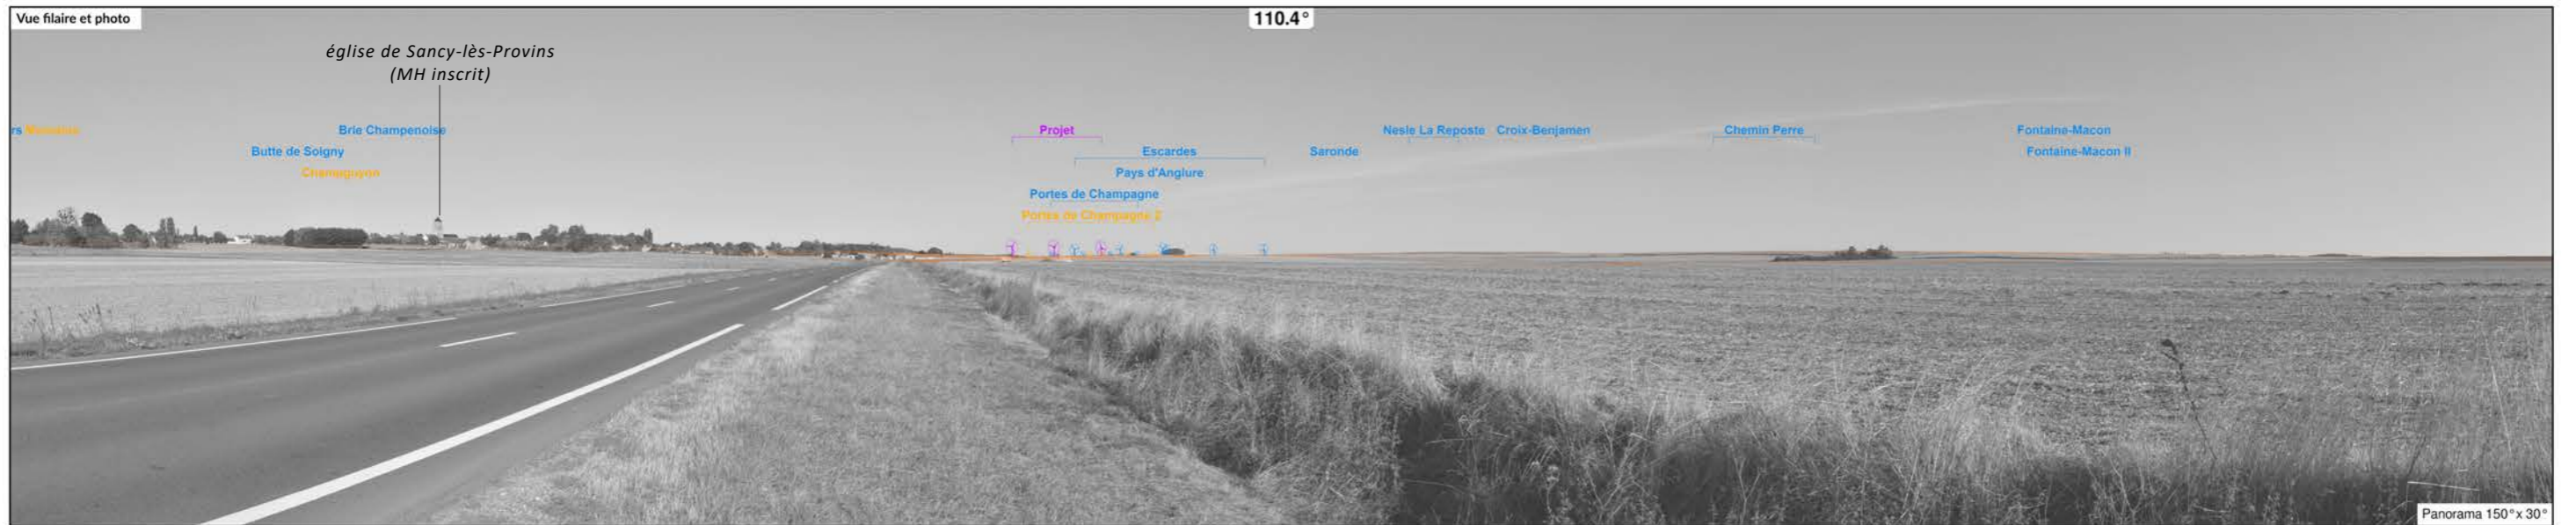 Vue filaire et photo
110.4°
église de Sancy-lès-Provins
(MH inscrit)
rs
Brie Champenoise
Projet
Nesle La Reposte
Croix-Benjamen
Chemin Perre
Fontaine-Macon
Butte de Soigny
Escardes
Saronde
Fontaine-Macon II
Champguyon
Pays d'Anglure
Portes de Champagne
Portes de Champagne 2
Panorama 150°x 30°